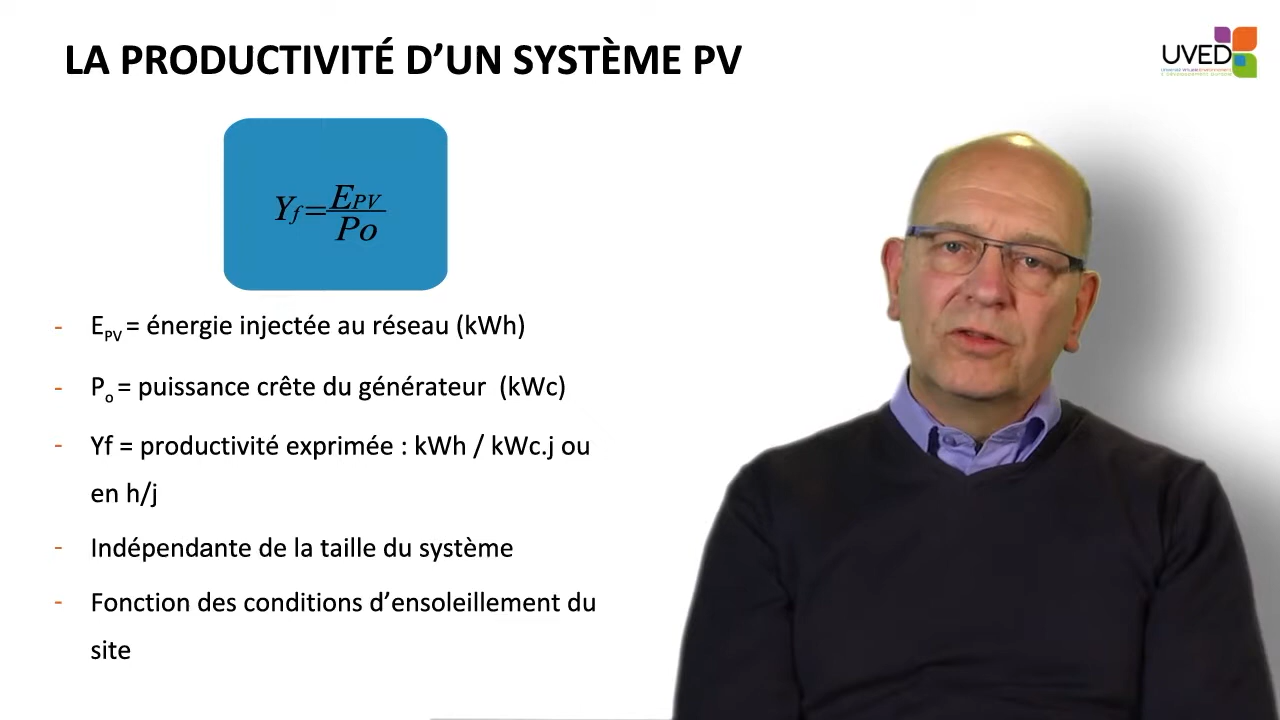 LA PRODUCTIVITÉ D’UN SYSTÈME PV
UVED
Yf=EPV/Po
- EPV = énergie injectée au réseau (kWh)
- Po = puissance crête du générateur (kWc)
- Yf = productivité exprimée : kWh / kWc.j ou
en h/j
- Indépendante de la taille du système
- Fonction des conditions d’ensoleillement du
site